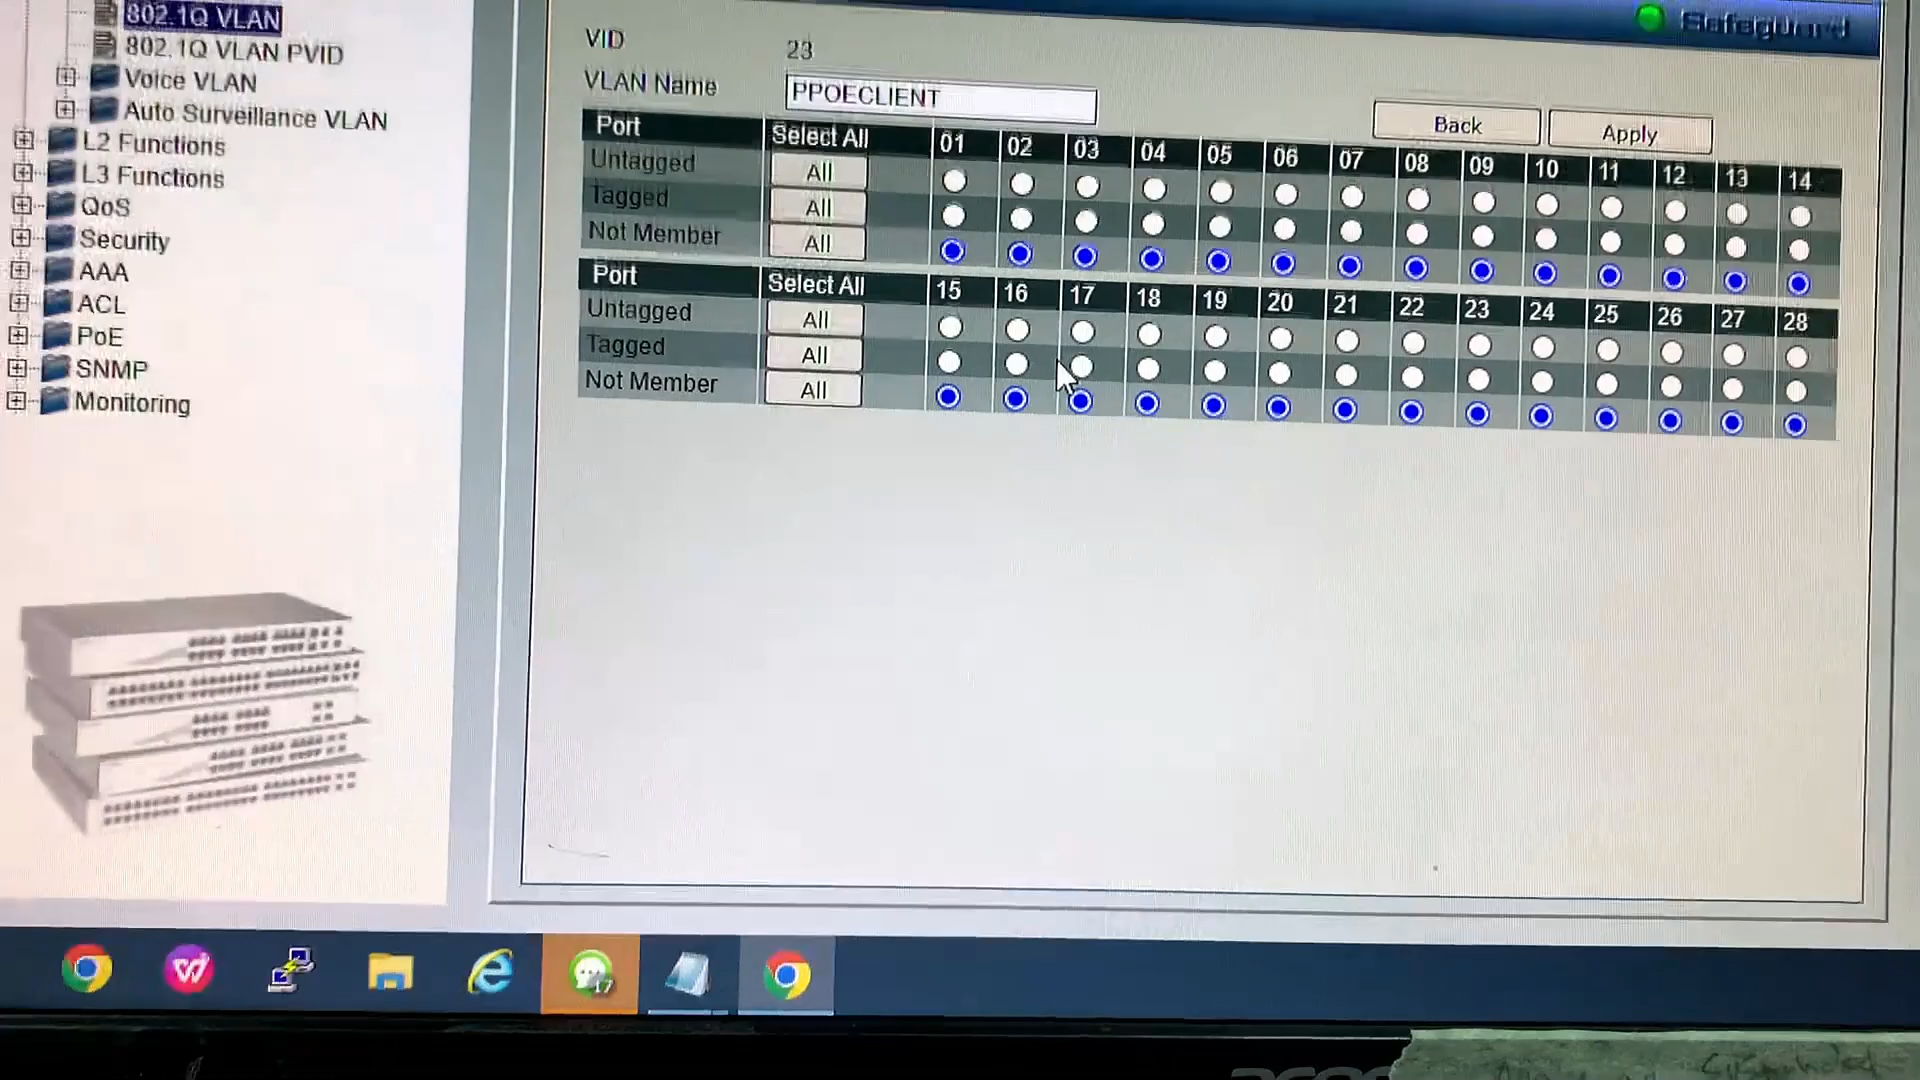 802.1Q VLAN
802.1Q VLAN PVID
Voice VLAN
Auto Surveillance VLAN
L2 Functions
L3 Functions
QoS
Security
AAA
ACL
PoE
SNMP
Monitoring
Safeguard
VID 23
VLAN Name PPOECLIENT
Back Apply
Port Select All 01 02 03 04 05 06 07 08 09 10 11 12 13 14
Untagged All
Tagged All
Not Member All
Port Select All 15 16 17 18 19 20 21 22 23 24 25 26 27 28
Untagged All
Tagged All
Not Member All
17